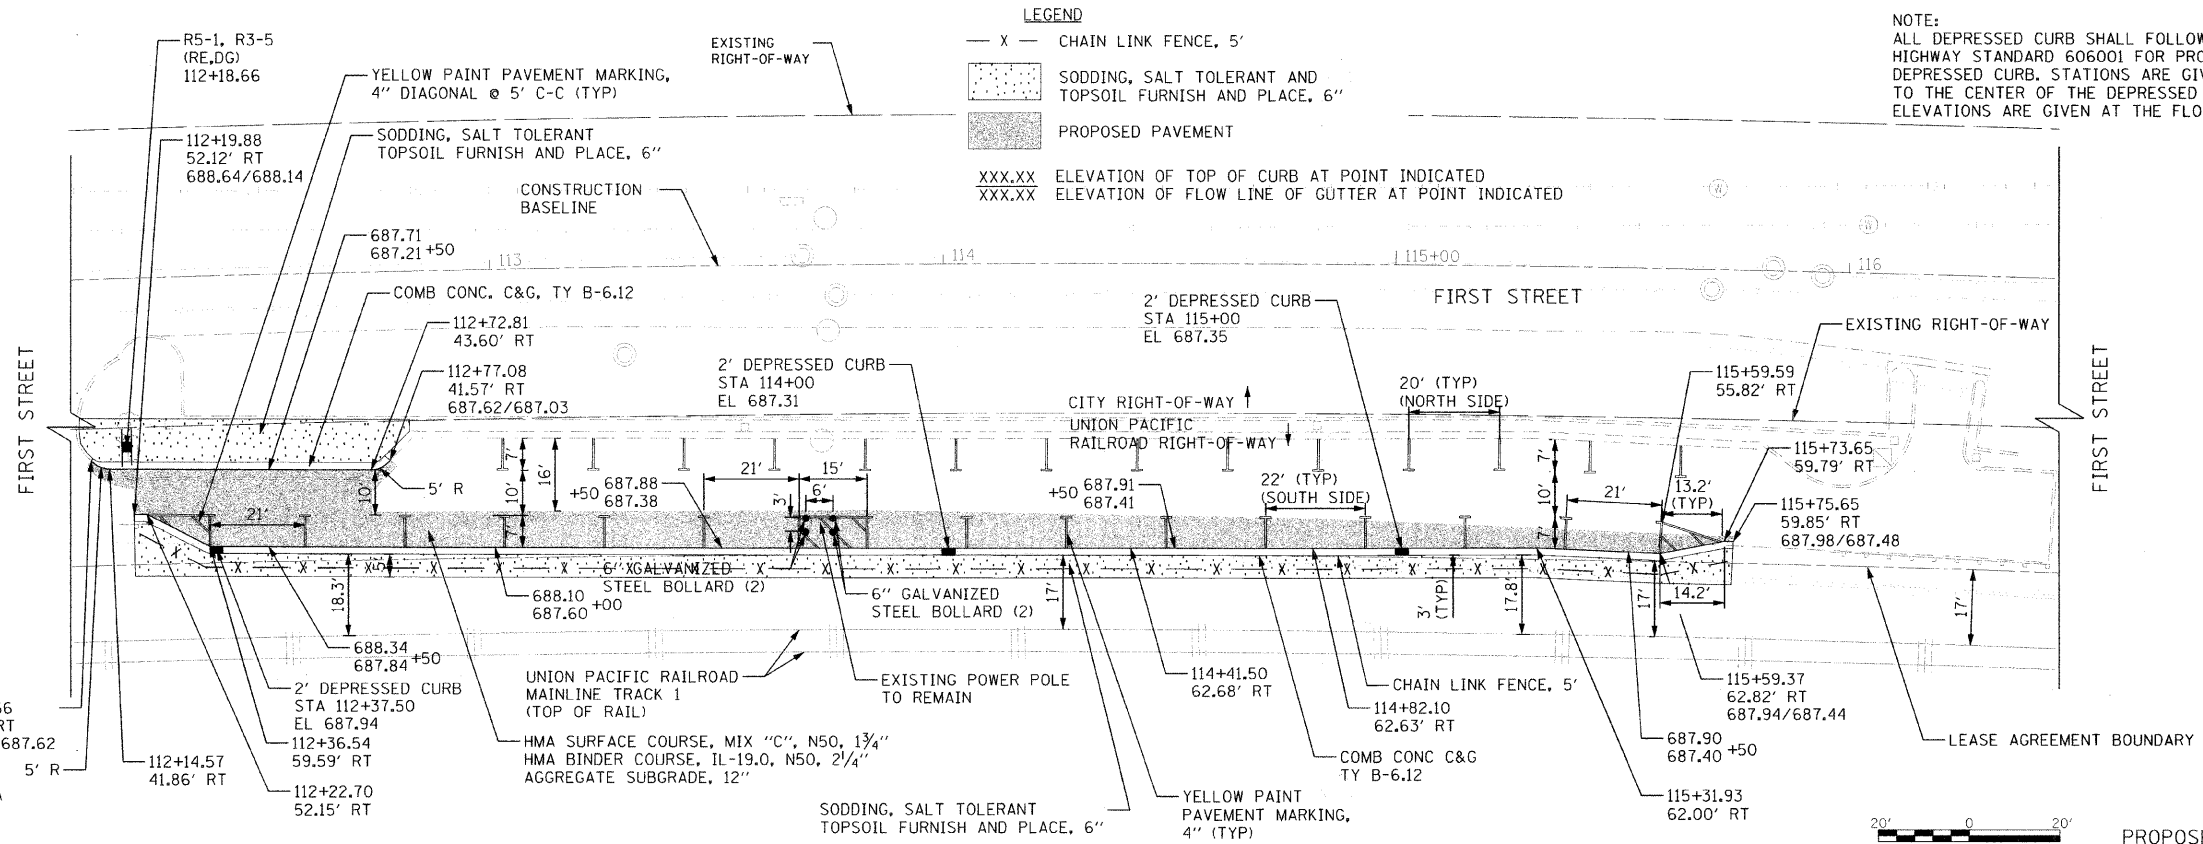 LEGEND
— X — CHAIN LINK FENCE, 5'
SODDING, SALT TOLERANT AND
TOPSOIL FURNISH AND PLACE, 6"
PROPOSED PAVEMENT
XXX.XX ELEVATION OF TOP OF CURB AT POINT INDICATED
XXX.XX ELEVATION OF FLOW LINE OF GUTTER AT POINT INDICATED
NOTE:
ALL DEPRESSED CURB SHALL FOLLOW
HIGHWAY STANDARD 606001 FOR
DEPRESSED CURB. STATIONS ARE
TO THE CENTER OF THE DEPRESSED
ELEVATIONS ARE GIVEN AT THE
R5-1, R3-5
(RE,DG)
112+18.66
YELLOW PAINT PAVEMENT MARKING,
4" DIAGONAL @ 5' C-C (TYP)
EXISTING
RIGHT-OF-WAY
112+19.88
52.12' RT
688.64/688.14
SODDING, SALT TOLERANT
TOPSOIL FURNISH AND PLACE, 6"
CONSTRUCTION
BASELINE
687.71
687.21 +50
113
114
115+00
116
W
W
COMB CONC. C&G, TY B-6.12
FIRST STREET
112+72.81
43.60' RT
112+77.08
41.57' RT
687.62/687.03
2' DEPRESSED CURB
STA 114+00
EL 687.31
2' DEPRESSED CURB
STA 115+00
EL 687.35
EXISTING RIGHT-OF-WAY
FIRST STREET
FIRST STREET
CITY RIGHT-OF-WAY
UNION PACIFIC
RAILROAD RIGHT-OF-WAY
20' (TYP)
(NORTH SIDE)
115+59.59
55.82' RT
115+73.65
59.79' RT
115+75.65
59.85' RT
687.98/687.48
5' R
10'
7'
10'
7'
16'
21'
21'
15'
6'
3'
+50 687.88
687.38
+50 687.91
687.41
22' (TYP)
(SOUTH SIDE)
7'
10'
7'
21'
13.2'
(TYP)
X X X X X X X X X X X
5'
18.3'
6" GALVANIZED
STEEL BOLLARD (2)
6" GALVANIZED
STEEL BOLLARD (2)
17'
3'
(TYP)
17.8'
17'
14.2'
17'
688.10
687.60 +00
688.34
687.84 +50
2' DEPRESSED CURB
STA 112+37.50
EL 687.94
112+36.54
59.59' RT
112+22.70
52.15' RT
112+14.57
41.86' RT
RT
687.62
5' R
UNION PACIFIC RAILROAD
MAINLINE TRACK 1
(TOP OF RAIL)
EXISTING POWER POLE
TO REMAIN
HMA SURFACE COURSE, MIX "C", N50, 1¾"
HMA BINDER COURSE, IL-19.0, N50, 2¼"
AGGREGATE SUBGRADE, 12"
SODDING, SALT TOLERANT
TOPSOIL FURNISH AND PLACE, 6"
YELLOW PAINT
PAVEMENT MARKING,
4" (TYP)
114+41.50
62.68' RT
CHAIN LINK FENCE, 5'
114+82.10
62.63' RT
COMB CONC C&G
TY B-6.12
115+59.37
62.82' RT
687.94/687.44
687.90
687.40 +50
115+31.93
62.00' RT
LEASE AGREEMENT BOUNDARY
20' 0 20'